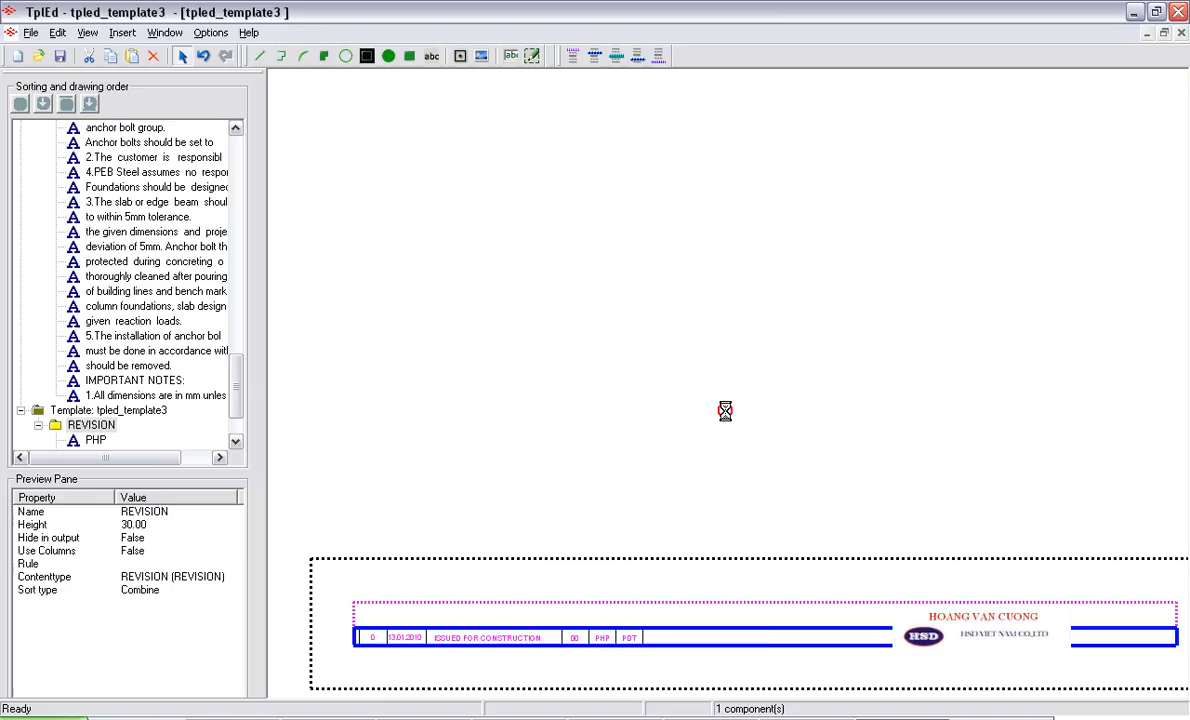 TplEd - tpled_template3 - [tpled_template3 ]
File Edit View Insert Window Options Help
abc abc
Sorting and drawing order
anchor bolt group.
Anchor bolts should be set to
2.The customer is responsibl
4.PEB Steel assumes no respor
Foundations should be designed
3.The slab or edge beam shoul
to within 5mm tolerance.
the given dimensions and proje
deviation of 5mm. Anchor bolt th
protected during concreting o
thoroughly cleaned after pouring
of building lines and bench mark
column foundations, slab design
given reaction loads.
5.The installation of anchor bol
must be done in accordance with
should be removed.
IMPORTANT NOTES:
1.All dimensions are in mm unles
Template: tpled_template3
REVISION
PHP
Preview Pane
Property Value
Name REVISION
Height 30.00
Hide in output False
Use Columns False
Rule
Contenttype REVISION (REVISION)
Sort type Combine
HOANG VAN CUONG
HSD HSD VIET NAM CO.,LTD
0 13.01.2010 ISSUED FOR CONSTRUCTION PHP PDT
Ready 1 component(s)